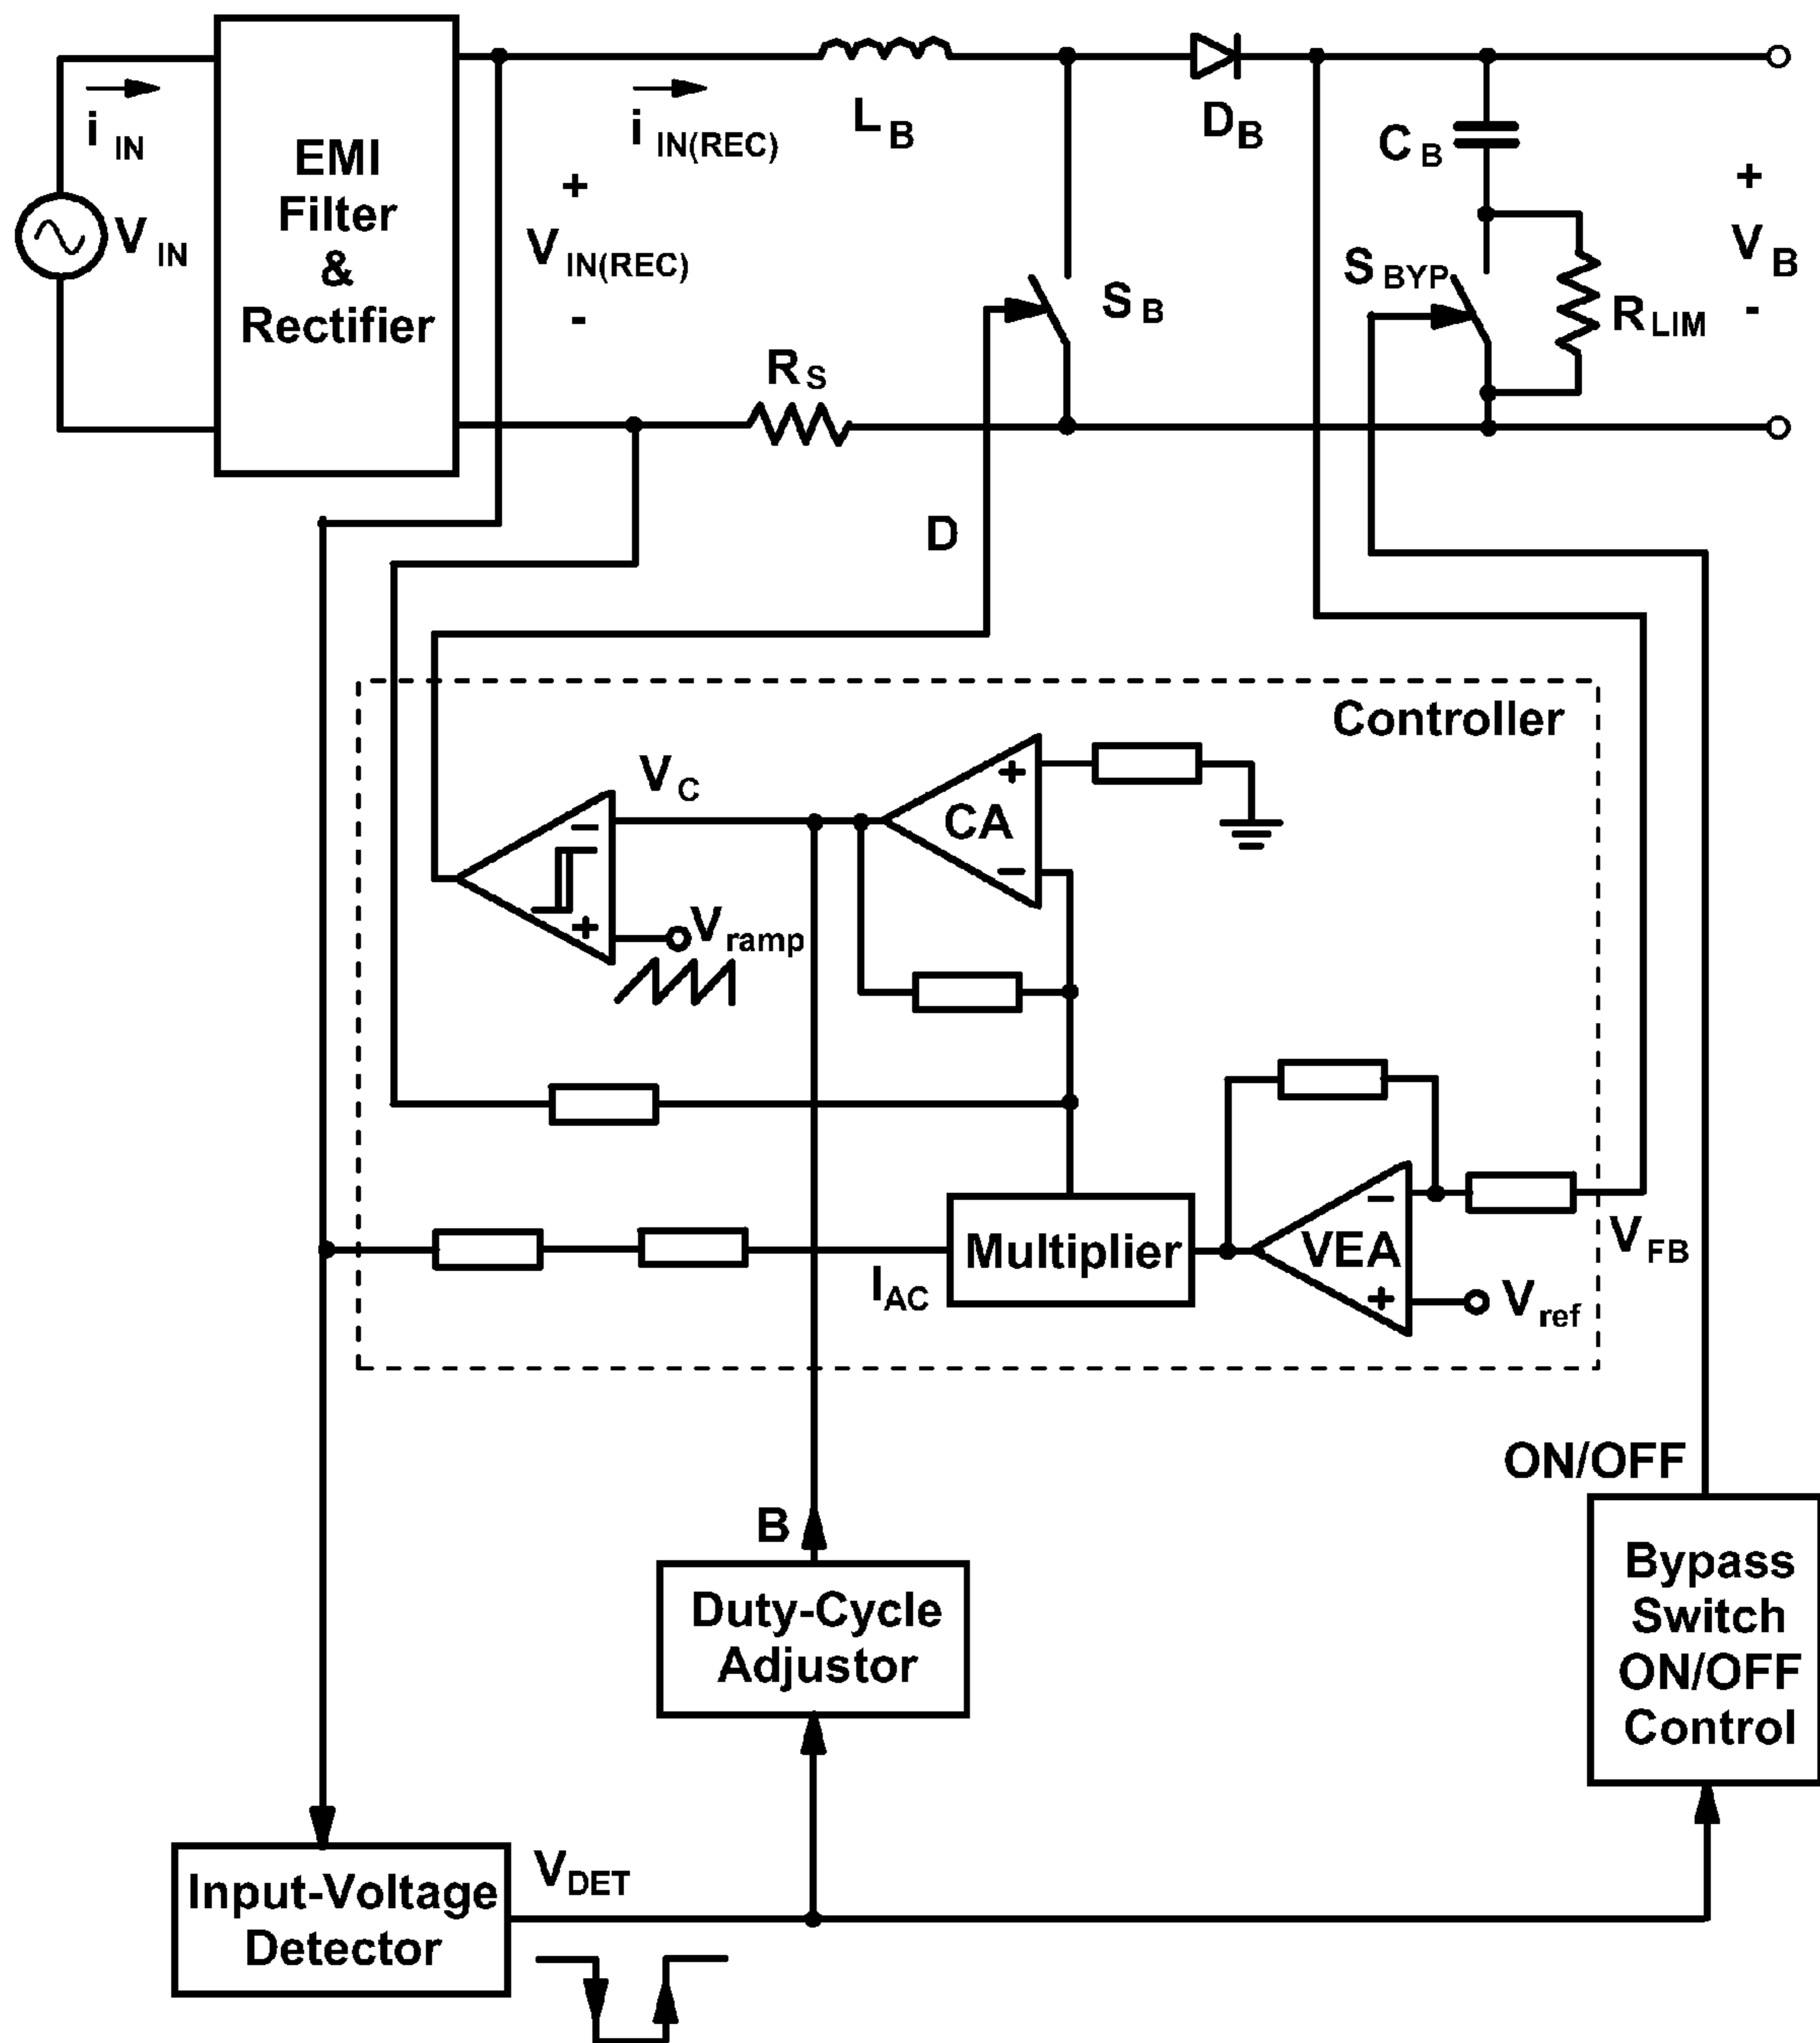 i IN
V IN
EMI
Filter
&
Rectifier
i IN(REC)
+
V IN(REC)
-
L B
D B
C B
+
V B
-
S B
S BYP
R LIM
R S
D
Controller
V C
+
CA
−
−
+
V ramp
Multiplier
I AC
−
VEA
+
V FB
V ref
ON/OFF
B
Duty-Cycle
Adjustor
Bypass
Switch
ON/OFF
Control
Input-Voltage
Detector
V DET